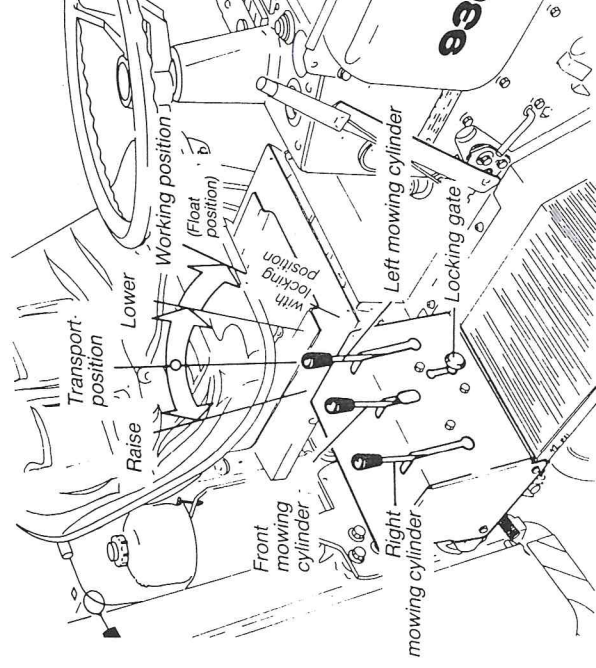 Raise
Transport-
position
Lower
Working position
(Float
position)
with
locking
position
Front
mowing
cylinder
Right
mowing cylinder
Left mowing cylinder
Locking gate